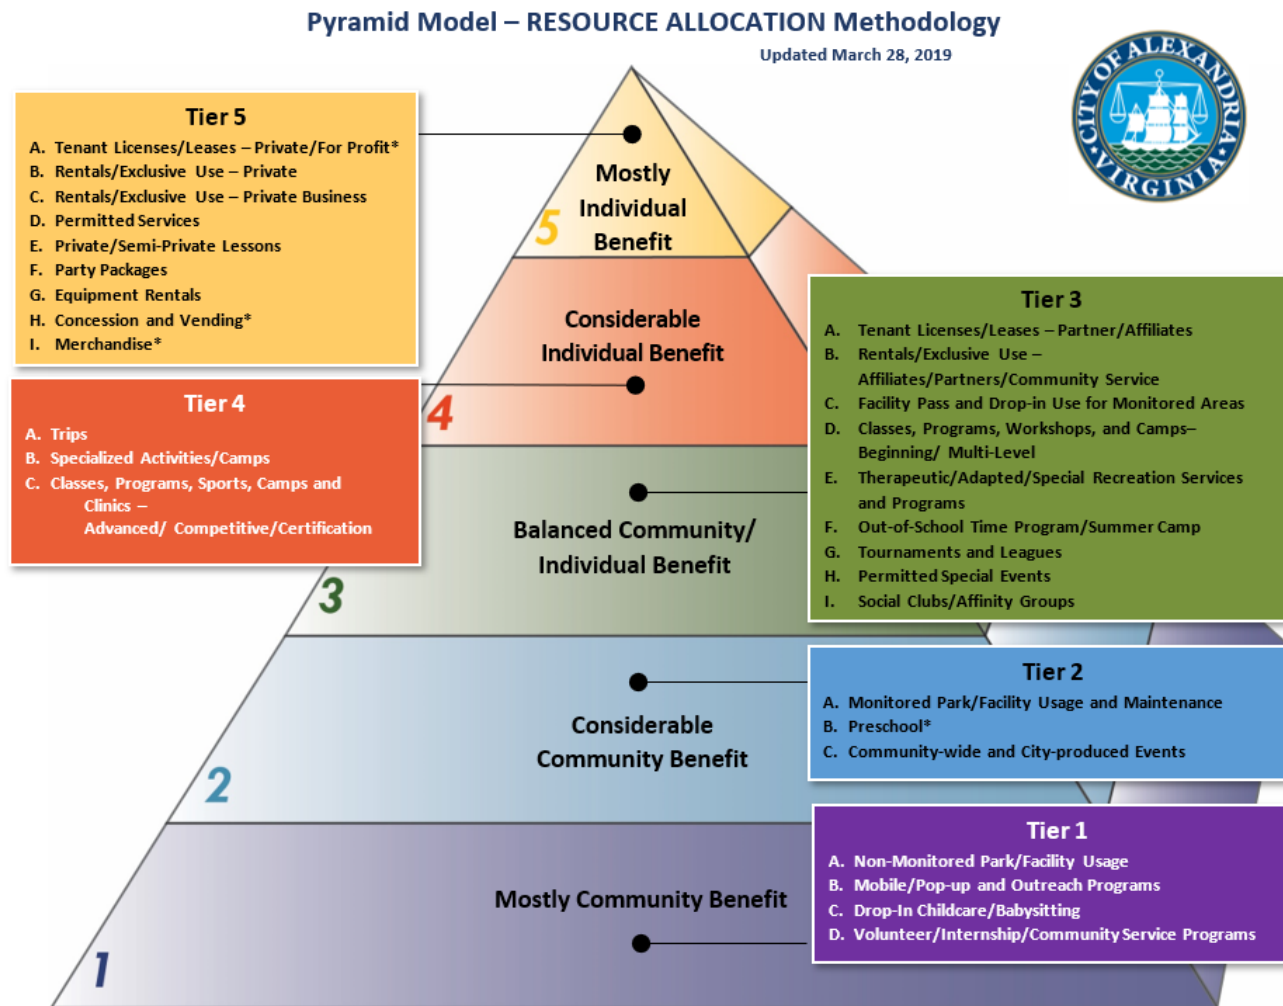 Pyramid Model – RESOURCE ALLOCATION Methodology
Updated March 28, 2019
CITY OF ALEXANDRIA
VIRGINIA
Tier 5
A. Tenant Licenses/Leases – Private/For Profit*
B. Rentals/Exclusive Use – Private
C. Rentals/Exclusive Use – Private Business
D. Permitted Services
E. Private/Semi-Private Lessons
F. Party Packages
G. Equipment Rentals
H. Concession and Vending*
I. Merchandise*
Mostly
Individual
Benefit
5
Tier 4
A. Trips
B. Specialized Activities/Camps
C. Classes, Programs, Sports, Camps and
Clinics –
Advanced/ Competitive/Certification
Considerable
Individual Benefit
4
Tier 3
A. Tenant Licenses/Leases – Partner/Affiliates
B. Rentals/Exclusive Use –
Affiliates/Partners/Community Service
C. Facility Pass and Drop-in Use for Monitored Areas
D. Classes, Programs, Workshops, and Camps–
Beginning/ Multi-Level
E. Therapeutic/Adapted/Special Recreation Services
and Programs
F. Out-of-School Time Program/Summer Camp
G. Tournaments and Leagues
H. Permitted Special Events
I. Social Clubs/Affinity Groups
Balanced Community/
Individual Benefit
3
Tier 2
A. Monitored Park/Facility Usage and Maintenance
B. Preschool*
C. Community-wide and City-produced Events
Considerable
Community Benefit
2
Tier 1
A. Non-Monitored Park/Facility Usage
B. Mobile/Pop-up and Outreach Programs
C. Drop-In Childcare/Babysitting
D. Volunteer/Internship/Community Service Programs
Mostly Community Benefit
1